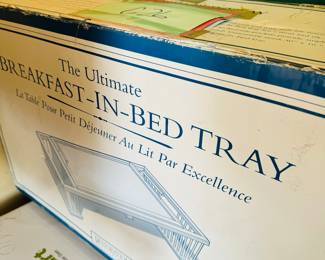 The Ultimate
BREAKFAST-IN-BED TRAY
La Table Pour Petit Déjeuner Au Lit Par Excellence